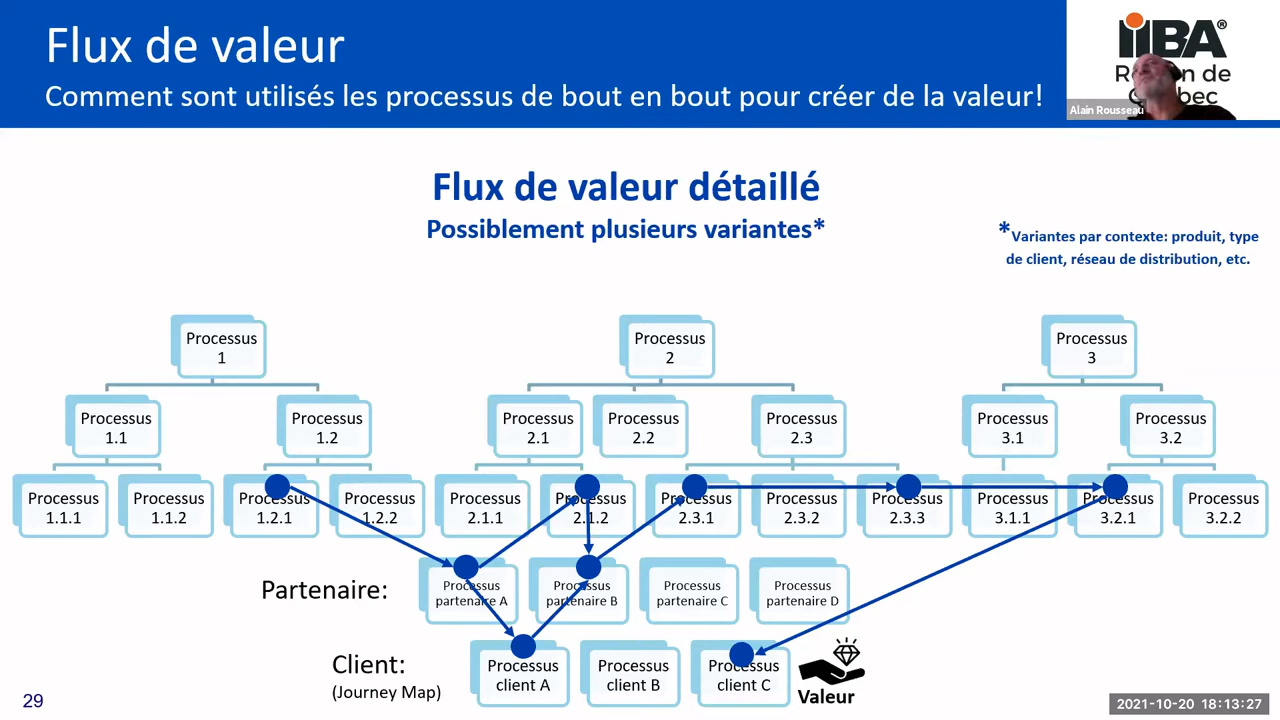 Flux de valeur
Comment sont utilisés les processus de bout en bout pour créer de la valeur!
iiBA®
Région de
Québec
Alain Rousseau
Flux de valeur détaillé
Possiblement plusieurs variantes*
*Variantes par contexte: produit, type
de client, réseau de distribution, etc.
Processus
1
Processus
2
Processus
3
Processus
1.1
Processus
1.2
Processus
2.1
Processus
2.2
Processus
2.3
Processus
3.1
Processus
3.2
Processus
1.1.1
Processus
1.1.2
Processus
1.2.1
Processus
1.2.2
Processus
2.1.1
Processus
2.1.2
Processus
2.3.1
Processus
2.3.2
Processus
2.3.3
Processus
3.1.1
Processus
3.2.1
Processus
3.2.2
Partenaire:
Processus
partenaire A
Processus
partenaire B
Processus
partenaire C
Processus
partenaire D
Client:
(Journey Map)
Processus
client A
Processus
client B
Processus
client C
Valeur
29
2021-10-20 18:13:27